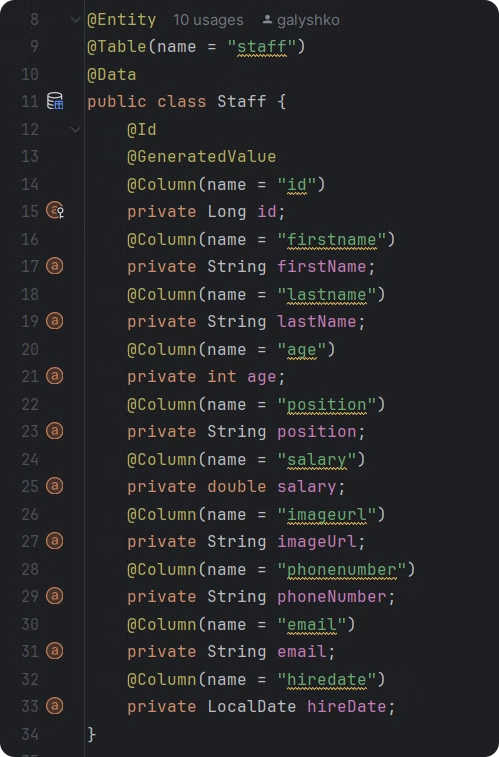 8 @Entity 10 usages galyshko
9 @Table(name = "staff")
10 @Data
11 public class Staff {
12 @Id
13 @GeneratedValue
14 @Column(name = "id")
15 private Long id;
16 @Column(name = "firstname")
17 private String firstName;
18 @Column(name = "lastname")
19 private String lastName;
20 @Column(name = "age")
21 private int age;
22 @Column(name = "position")
23 private String position;
24 @Column(name = "salary")
25 private double salary;
26 @Column(name = "imageurl")
27 private String imageUrl;
28 @Column(name = "phonenumber")
29 private String phoneNumber;
30 @Column(name = "email")
31 private String email;
32 @Column(name = "hiredate")
33 private LocalDate hireDate;
34 }